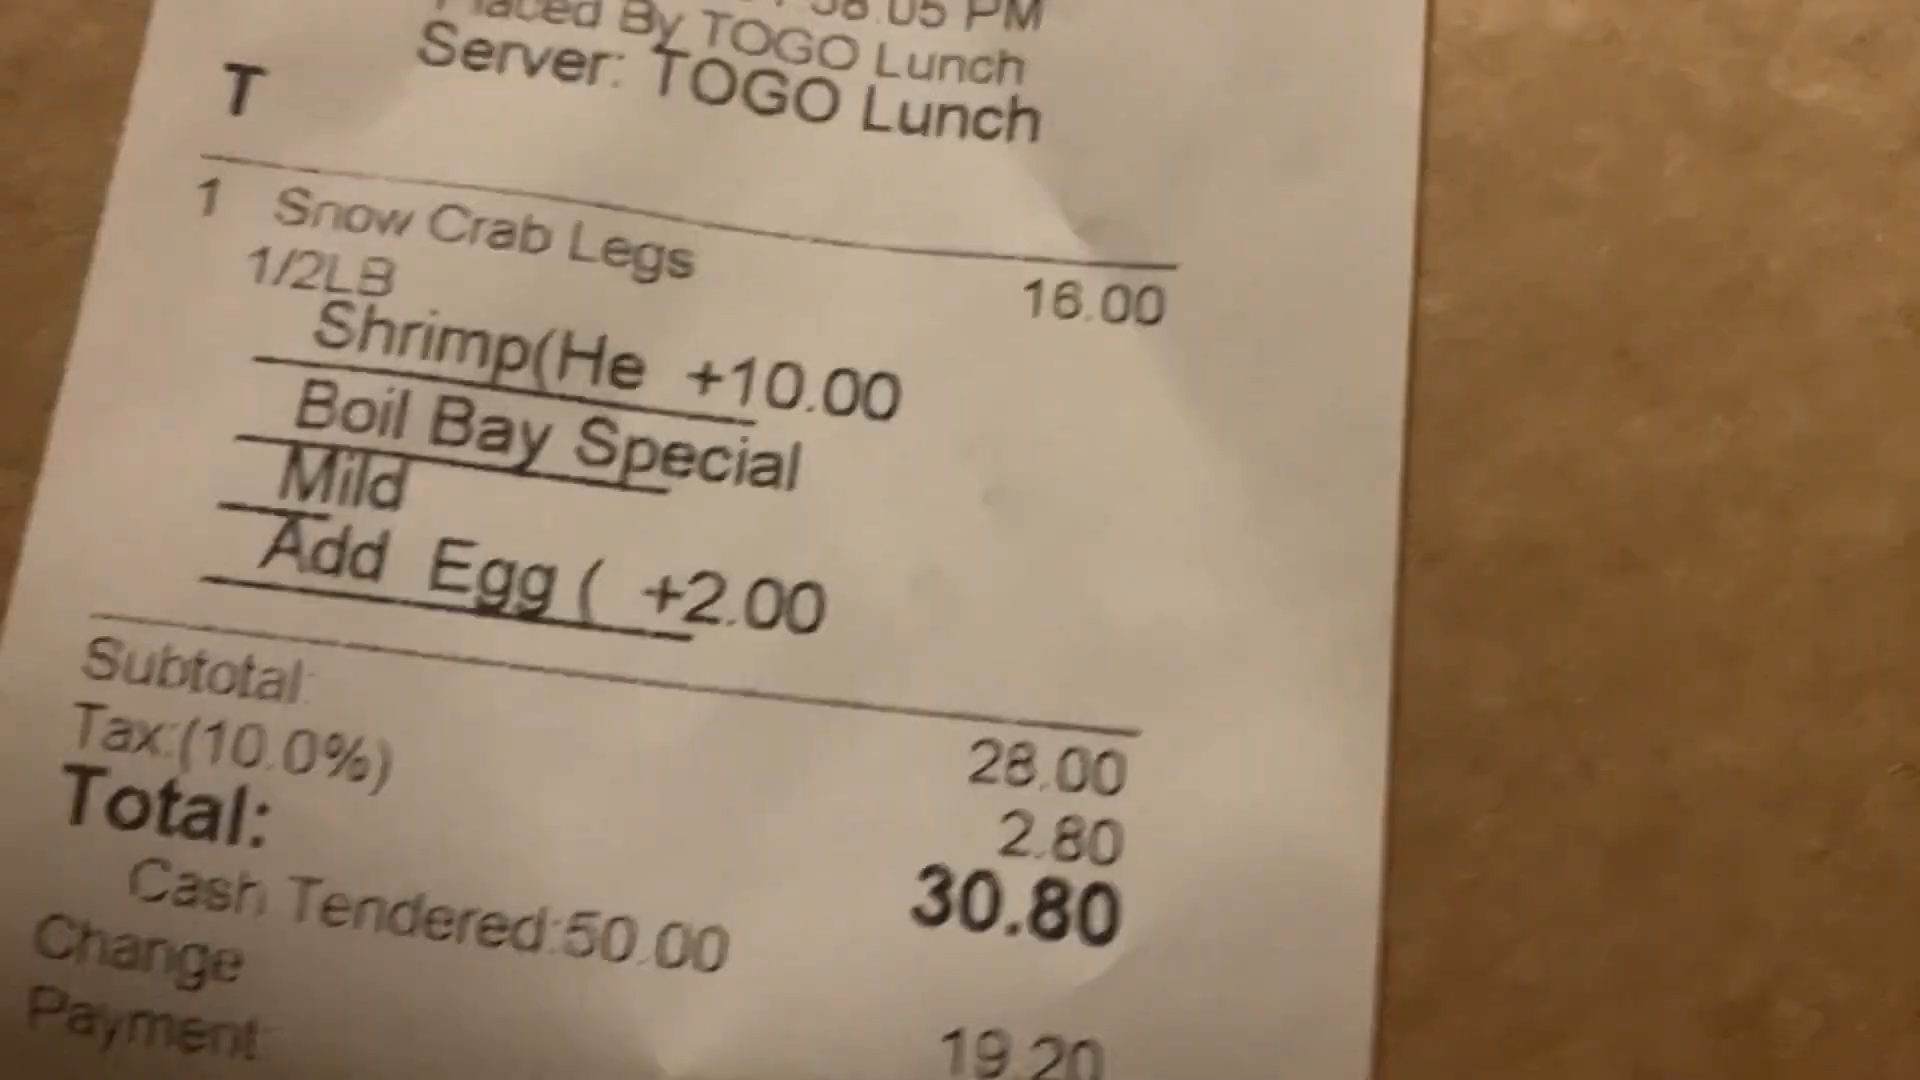 05 PM
Placed By TOGO Lunch
Server: TOGO Lunch
T
1 Snow Crab Legs 16.00
1/2LB
Shrimp(He +10.00
Boil Bay Special
Mild
Add Egg ( +2.00
Subtotal: 28.00
Tax:(10.0%) 2.80
Total: 30.80
Cash Tendered:50.00
Change 19.20
Payment